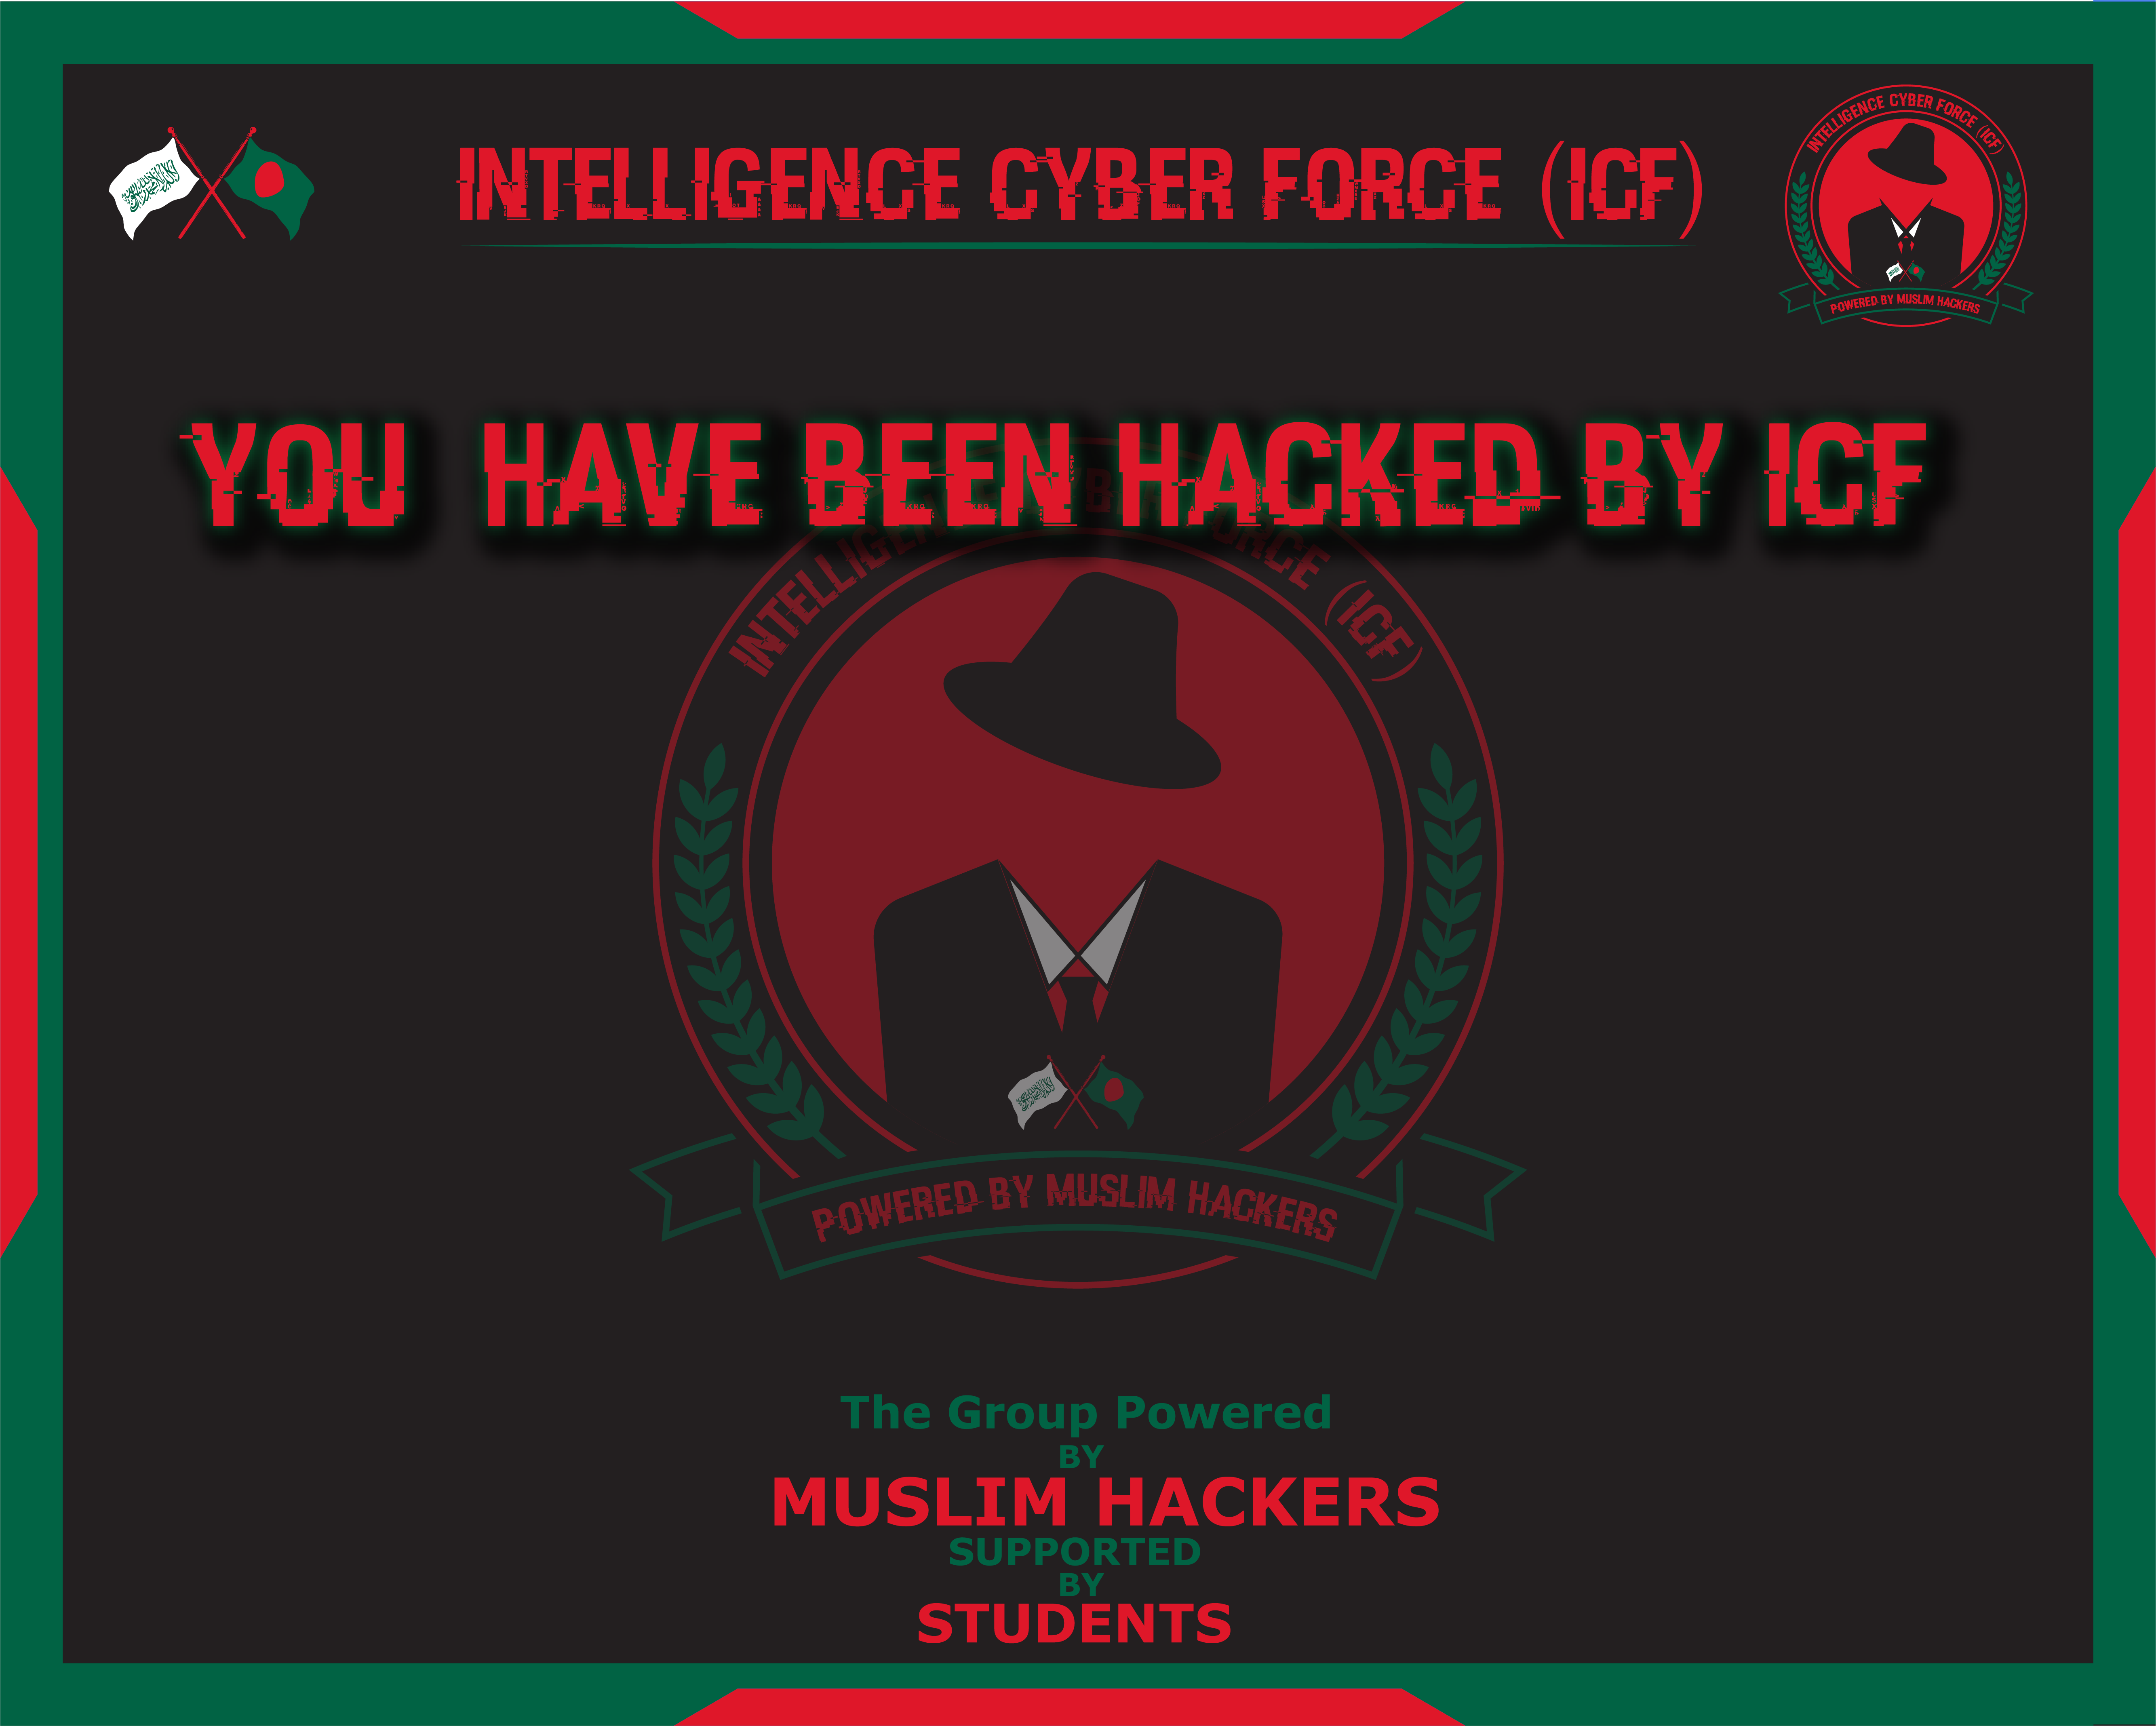 INTELLIGENCE CYBER FORCE (ICF)
INTELLIGENCE CYBER FORCE (ICF)
POWERED BY MUSLIM HACKERS
YOU HAVE BEEN HACKED BY ICF
INTELLIGENCE CYBER FORCE (ICF)
POWERED BY MUSLIM HACKERS
The Group Powered
BY
MUSLIM HACKERS
SUPPORTED
BY
STUDENTS